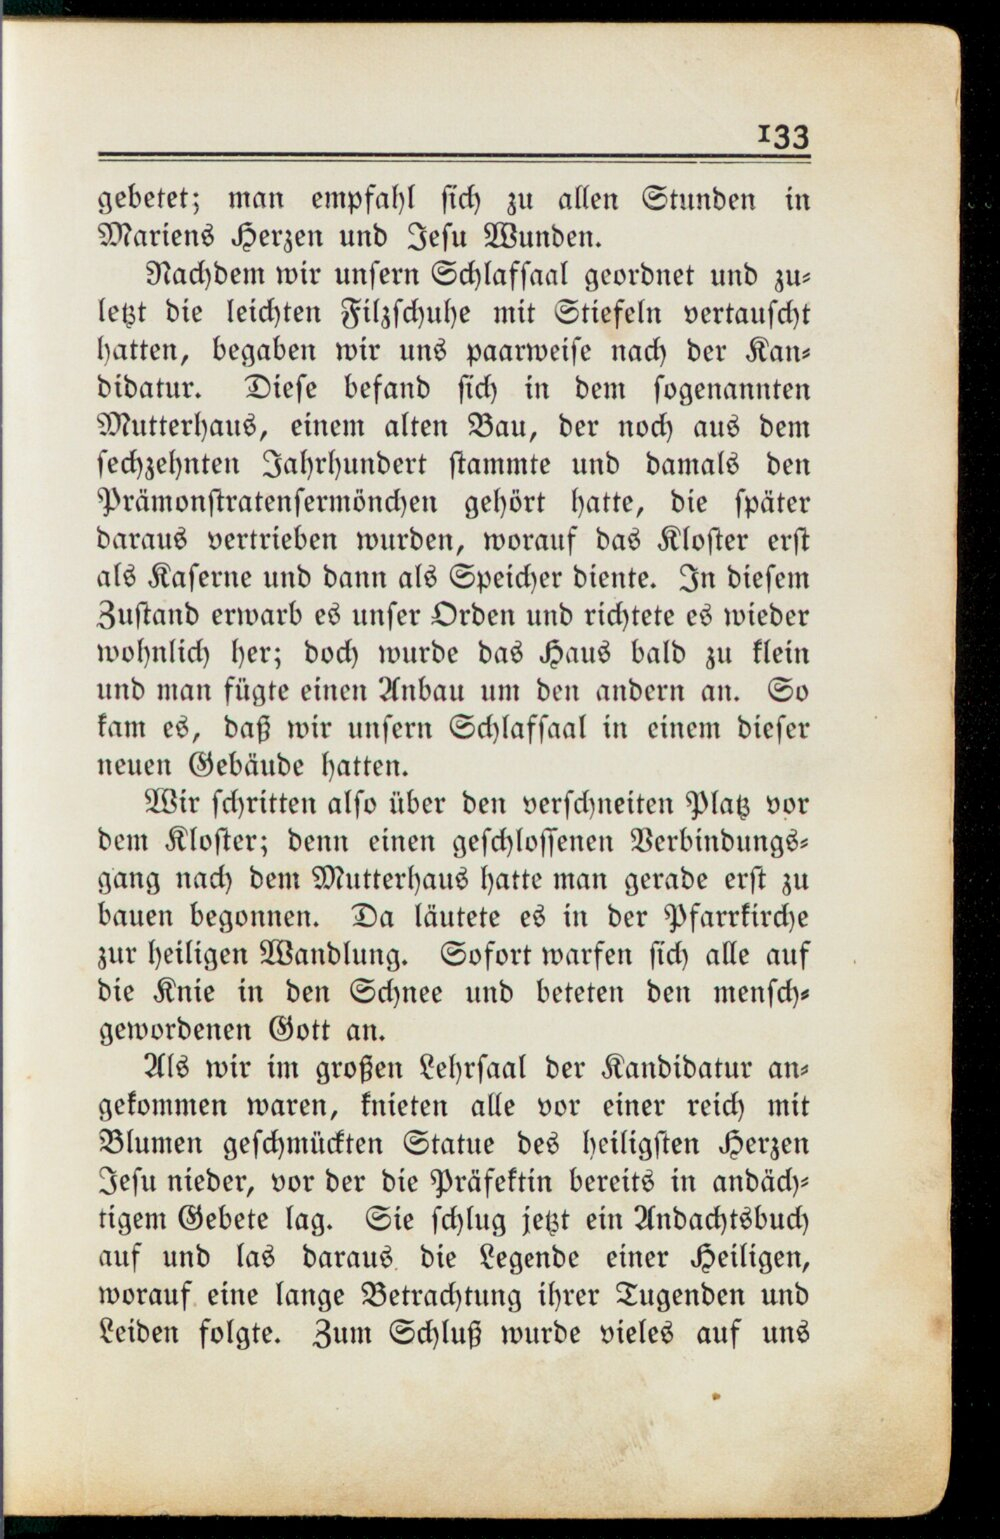 133
gebetet; man empfahl sich zu allen Stunden in
Mariens Herzen und Jesu Wunden.
Nachdem wir unsern Schlafsaal geordnet und zu-
letzt die leichten Filzschuhe mit Stiefeln vertauscht
hatten, begaben wir uns paarweise nach der Kan-
didatur. Diese befand sich in dem sogenannten
Mutterhaus, einem alten Bau, der noch aus dem
sechzehnten Jahrhundert stammte und damals den
Prämonstratensermönchen gehört hatte, die später
daraus vertrieben wurden, worauf das Kloster erst
als Kaserne und dann als Speicher diente. In diesem
Zustand erwarb es unser Orden und richtete es wieder
wohnlich her; doch wurde das Haus bald zu klein
und man fügte einen Anbau um den andern an. So
kam es, daß wir unsern Schlafsaal in einem dieser
neuen Gebäude hatten.
Wir schritten also über den verschneiten Platz vor
dem Kloster; denn einen geschlossenen Verbindungs-
gang nach dem Mutterhaus hatte man gerade erst zu
bauen begonnen. Da läutete es in der Pfarrkirche
zur heiligen Wandlung. Sofort warfen sich alle auf
die Knie in den Schnee und beteten den mensch-
gewordenen Gott an.
Als wir im großen Lehrsaal der Kandidatur an-
gekommen waren, knieten alle vor einer reich mit
Blumen geschmückten Statue des heiligsten Herzen
Jesu nieder, vor der die Präfektin bereits in andäch-
tigem Gebete lag. Sie schlug jetzt ein Andachtsbuch
auf und las daraus die Legende einer Heiligen,
worauf eine lange Betrachtung ihrer Tugenden und
Leiden folgte. Zum Schluß wurde vieles auf uns